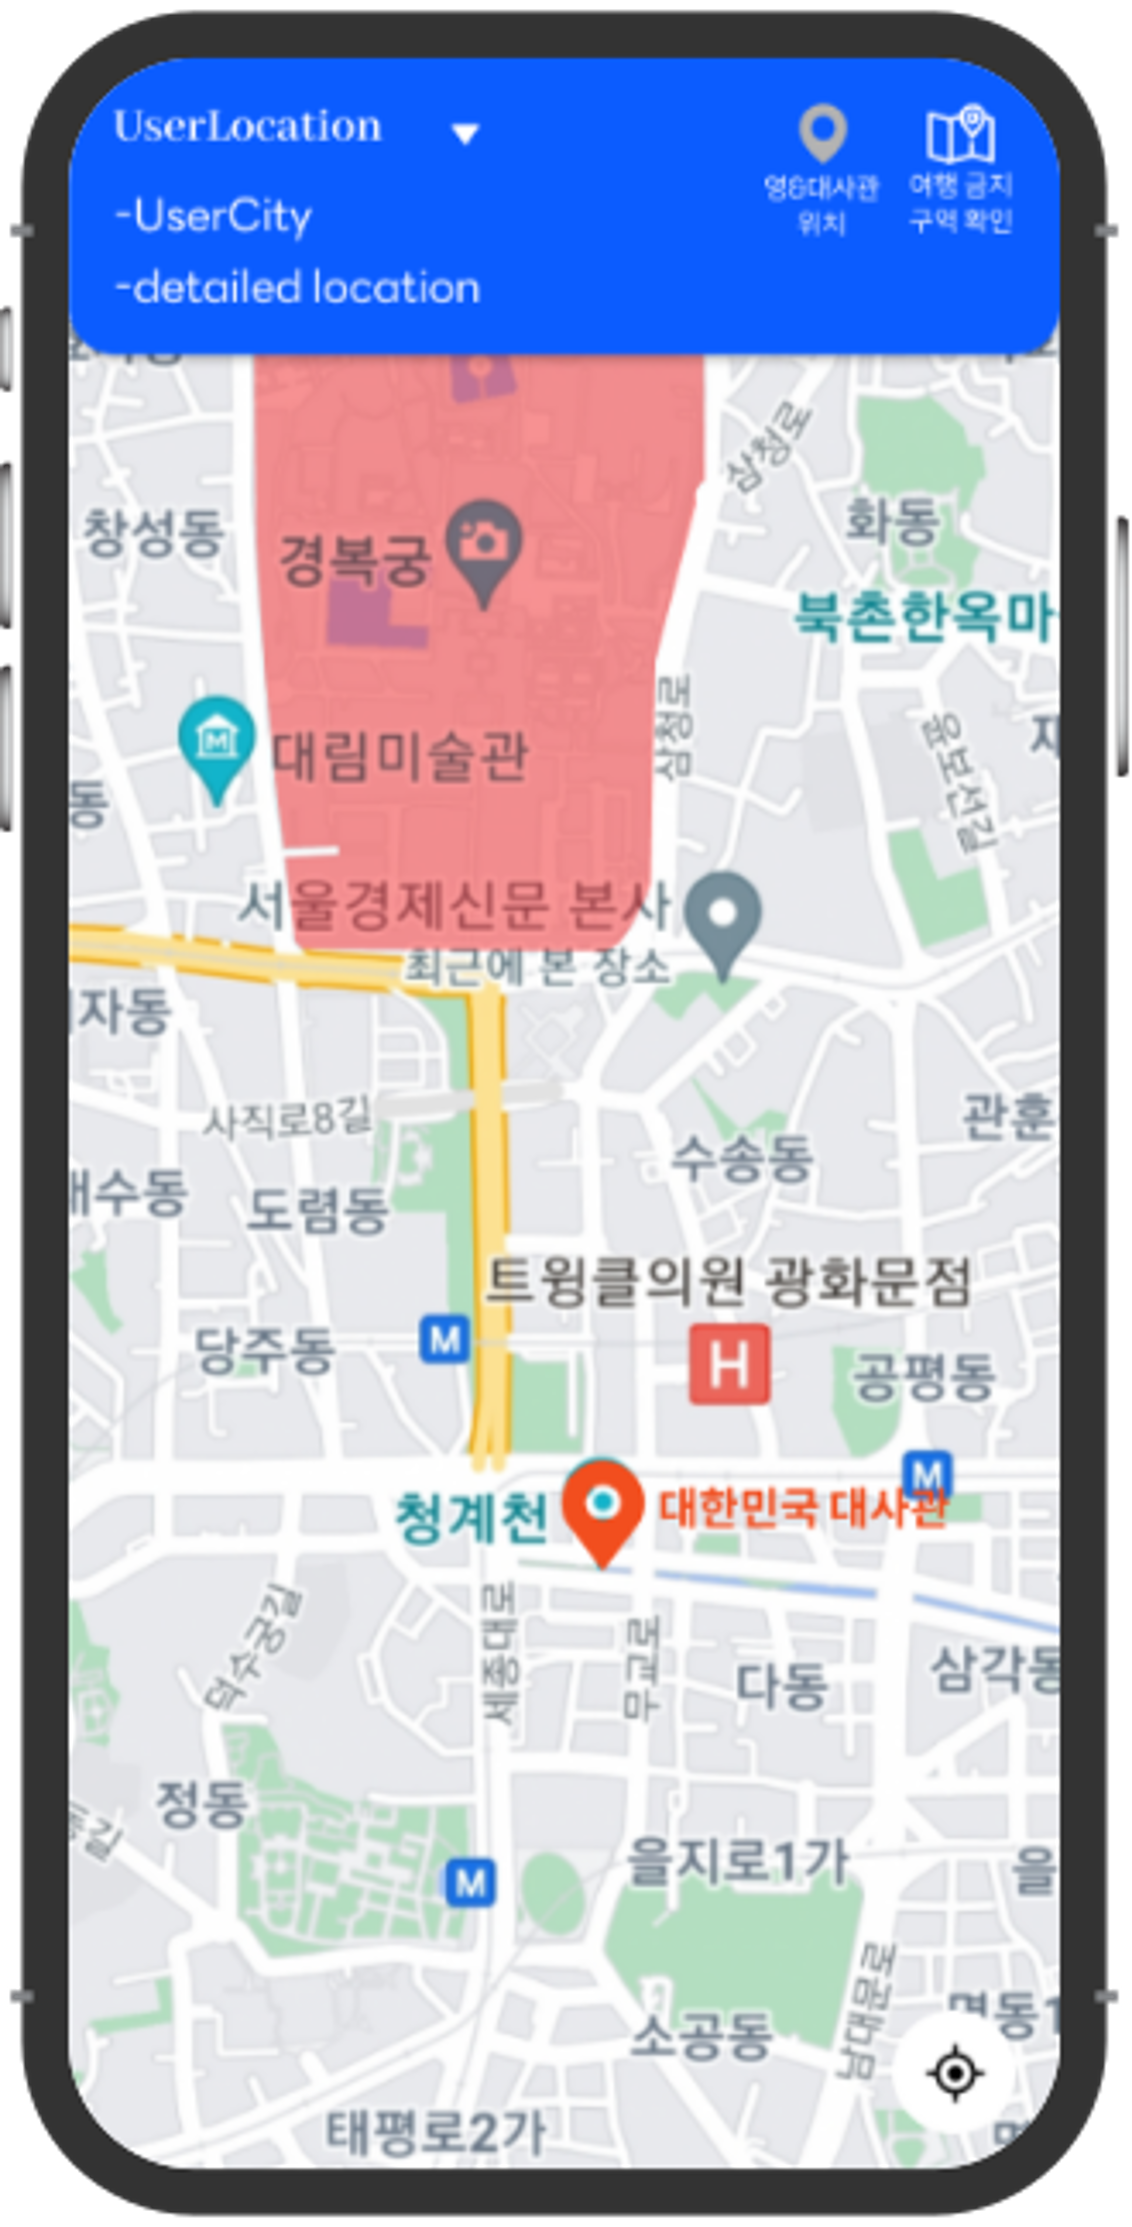 UserLocation
-UserCity
-detailed location
영&대사관
위치
여행 금지
구역 확인
삼청로
창성동
화동
경복궁
북촌한옥마
삼청로
윤보선길
대림미술관
동
서울경제신문 본사
최근에 본 장소
자동
사직로8길
관훈
수송동
내수동
도렴동
트윙클의원 광화문점
M
H
당주동
공평동
M
청계천
대한민국 대사관
덕수궁길
세종대로
무교로
다동
삼각동
정동
길
M
을지로1가
을
남대문로
소공동
명동1
태평로2가